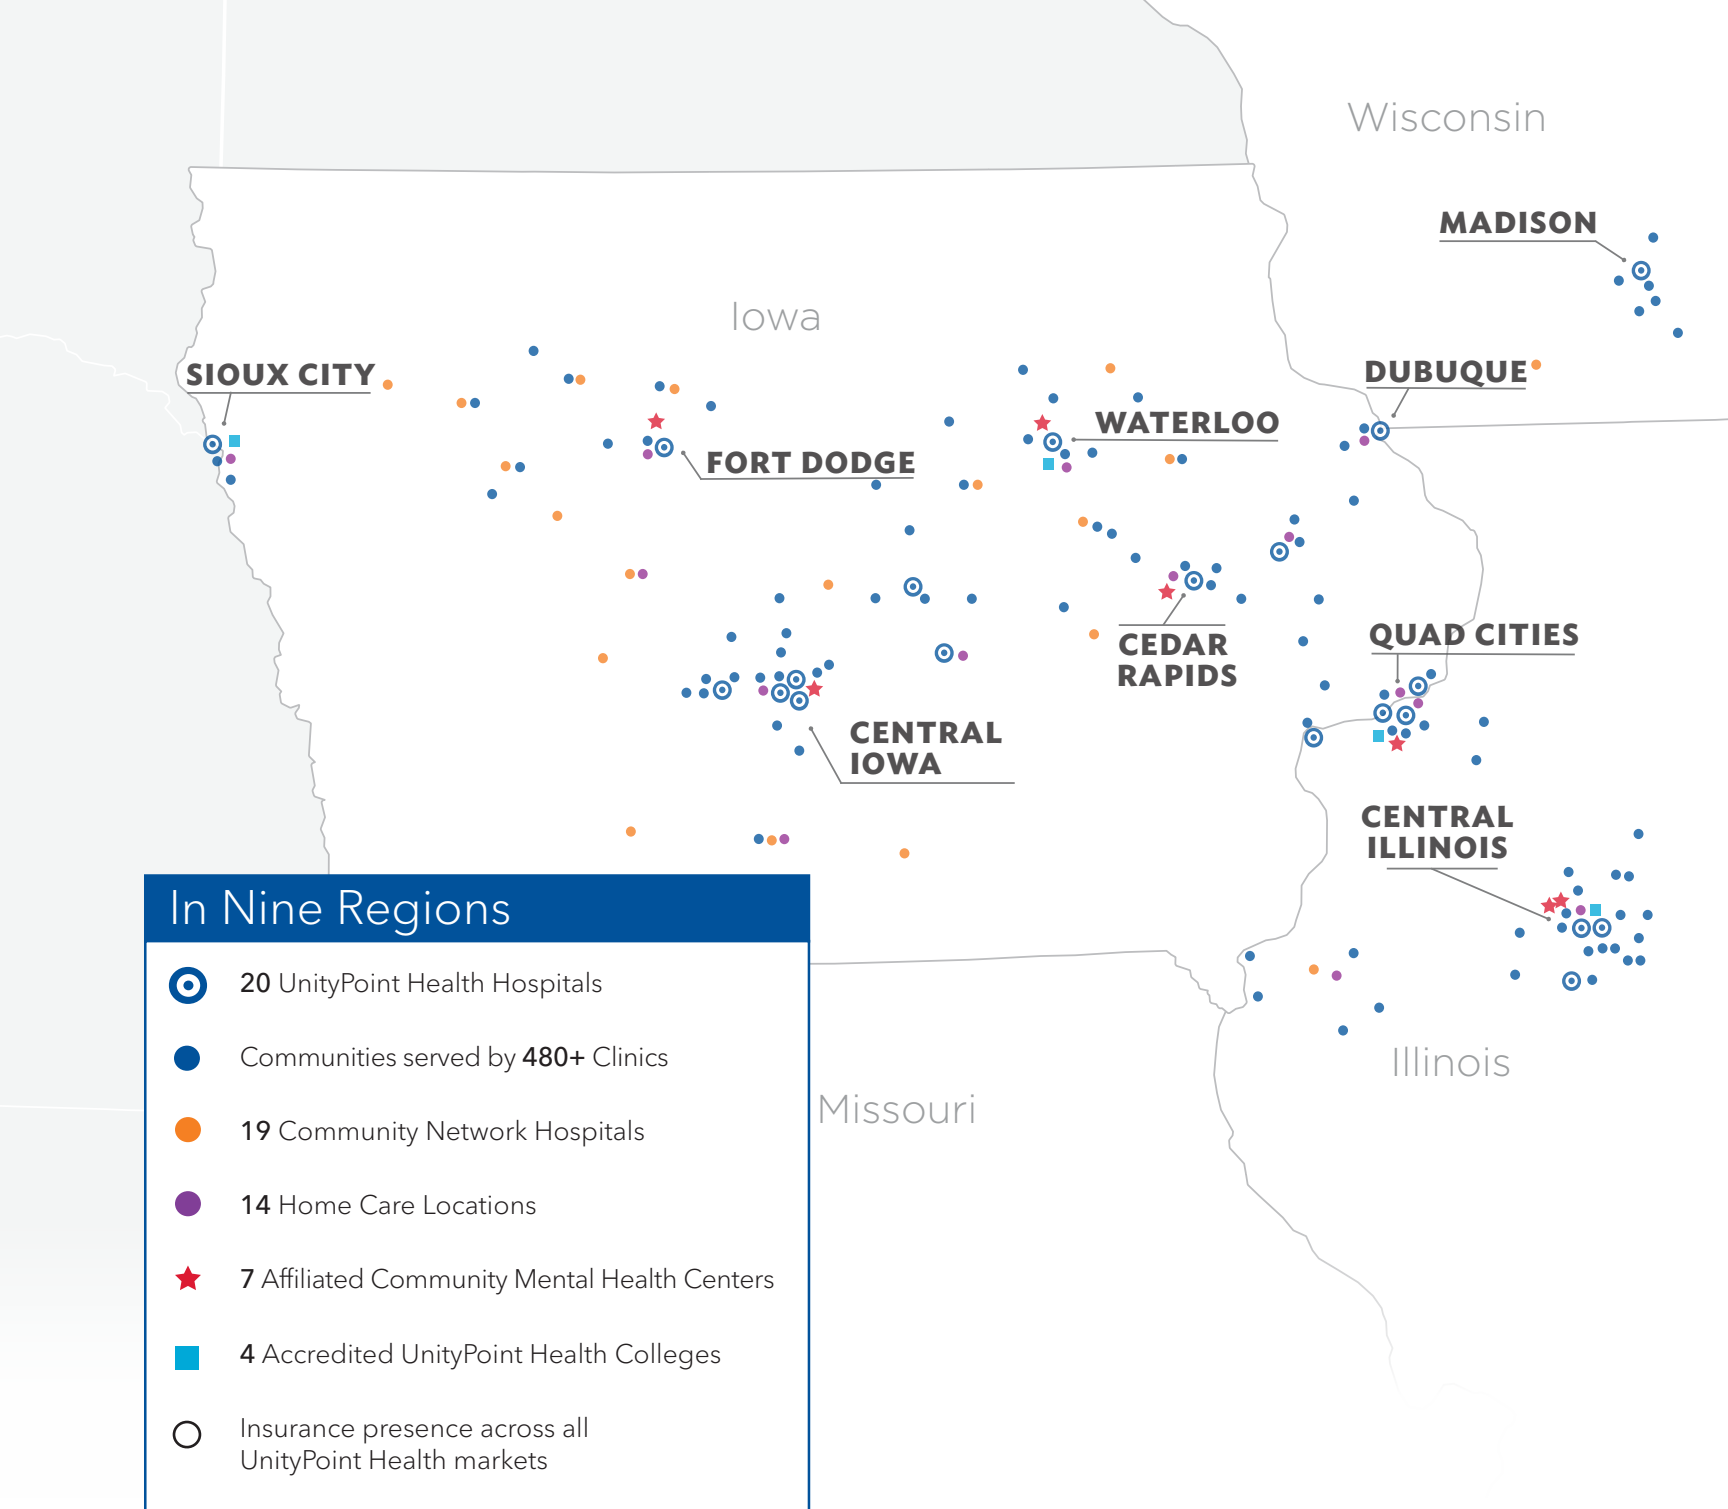 Wisconsin
MADISON
Iowa
SIOUX CITY
DUBUQUE
WATERLOO
FORT DODGE
QUAD CITIES
CEDAR
RAPIDS
CENTRAL
IOWA
CENTRAL
ILLINOIS
Illinois
Missouri
In Nine Regions
20 UnityPoint Health Hospitals
Communities served by 480+ Clinics
19 Community Network Hospitals
14 Home Care Locations
7 Affiliated Community Mental Health Centers
4 Accredited UnityPoint Health Colleges
Insurance presence across all
UnityPoint Health markets